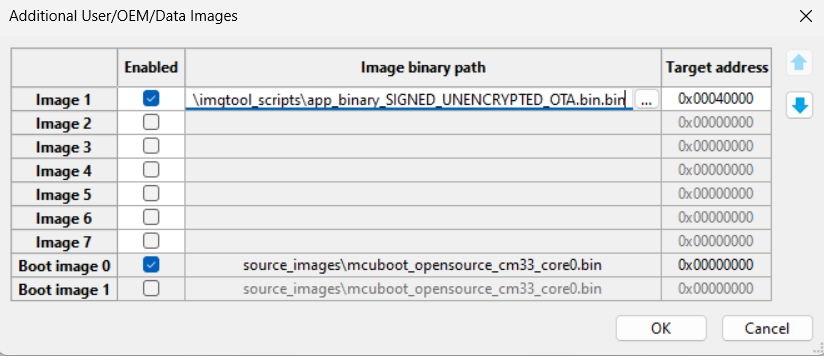 Additional User/OEM/Data Images
Enabled Image binary path Target address
Image 1 \imgtool_scripts\app_binary_SIGNED_UNENCRYPTED_OTA.bin.bin ... 0x00040000
Image 2 0x00000000
Image 3 0x00000000
Image 4 0x00000000
Image 5 0x00000000
Image 6 0x00000000
Image 7 0x00000000
Boot image 0 source_images\mcuboot_opensource_cm33_core0.bin 0x00000000
Boot image 1 source_images\mcuboot_opensource_cm33_core0.bin 0x00000000
OK Cancel